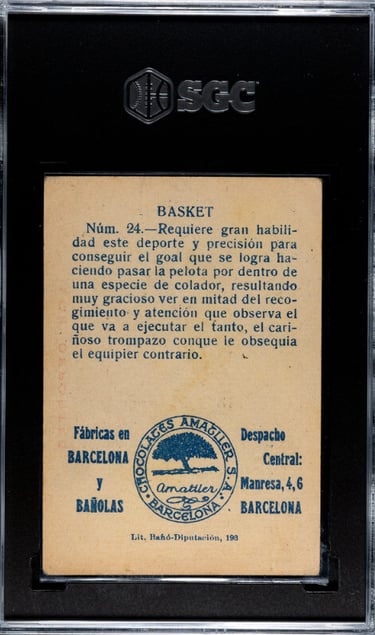 SGC
BASKET
Núm. 24.—Requiere gran habili-
dad este deporte y precisión para
conseguir el goal que se logra ha-
ciendo pasar la pelota por dentro de
una especie de colador, resultando
muy gracioso ver en mitad del reco-
gimiento y atención que observa el
que va a ejecutar el tanto, el cari-
ñoso trompazo conque le obsequia
el equipier contrario.
Fábricas en
BARCELONA
y
BAÑOLAS
CHOCOLATES AMATLLER S.A.
Amatller
BARCELONA
Despacho
Central:
Manresa, 4, 6
BARCELONA
Lit. Bañó-Diputación, 193